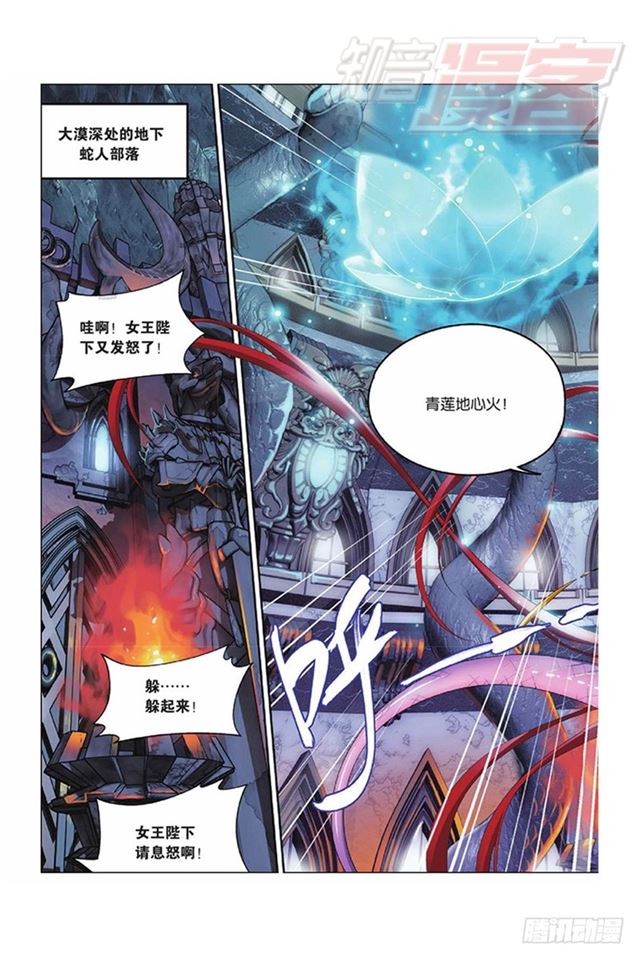 知音漫客
大漠深处的地下
蛇人部落
哇啊！女王陛
下又发怒了！
青莲地心火！
呼——
躲……
躲起来！
女王陛下
请息怒啊！
腾讯动漫